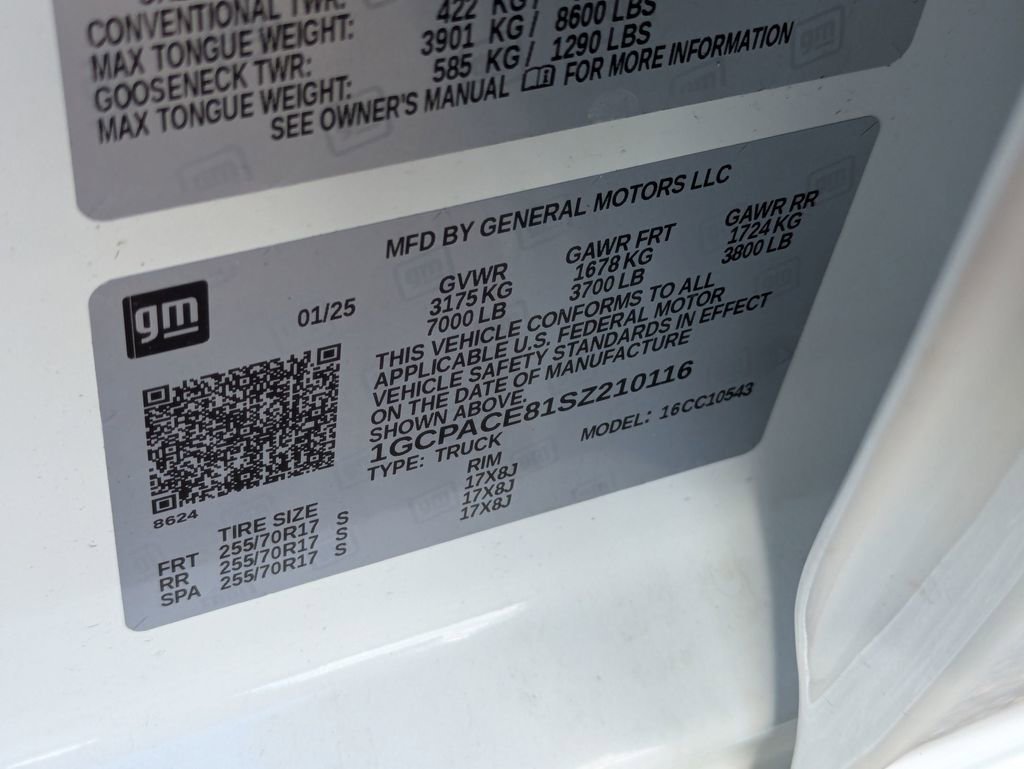 CONVENTIONAL TWR: 422 KG/
MAX TONGUE WEIGHT: 3901 KG/ 8600 LBS
GOOSENECK TWR: 585 KG/ 1290 LBS
MAX TONGUE WEIGHT:
SEE OWNER'S MANUAL FOR MORE INFORMATION
MFD BY GENERAL MOTORS LLC
gm
01/25
GVWR GAWR FRT GAWR RR
3175 KG 1678 KG 1724 KG
7000 LB 3700 LB 3800 LB
THIS VEHICLE CONFORMS TO ALL
APPLICABLE U.S. FEDERAL MOTOR
VEHICLE SAFETY STANDARDS IN EFFECT
ON THE DATE OF MANUFACTURE
SHOWN ABOVE.
1GCPACE81SZ210116
TYPE: TRUCK MODEL: 16CC10543
8624
TIRE SIZE RIM
FRT 255/70R17 S 17X8J
RR 255/70R17 S 17X8J
SPA 255/70R17 S 17X8J